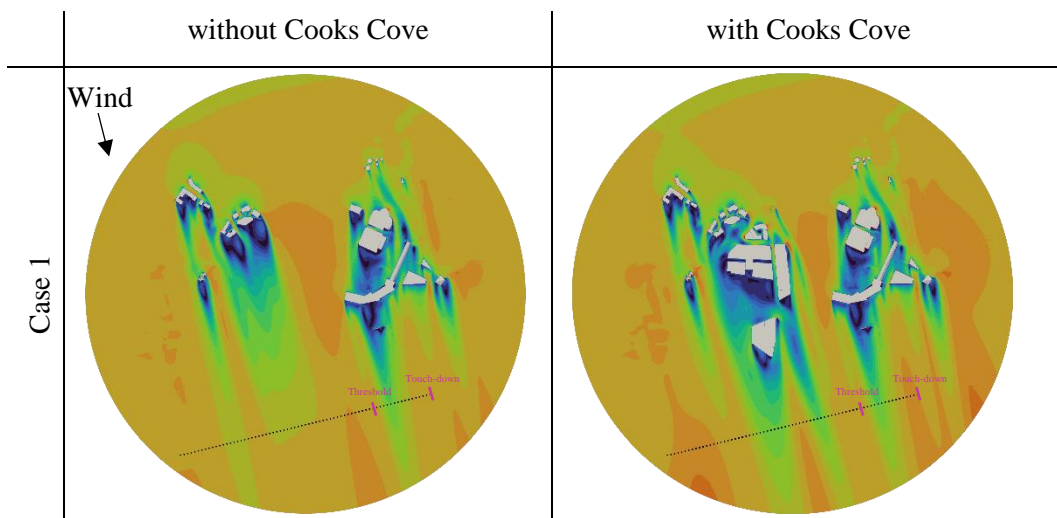 without Cooks Cove
with Cooks Cove
Case 1
Wind
Threshold
Touch-down
Threshold
Touch-down